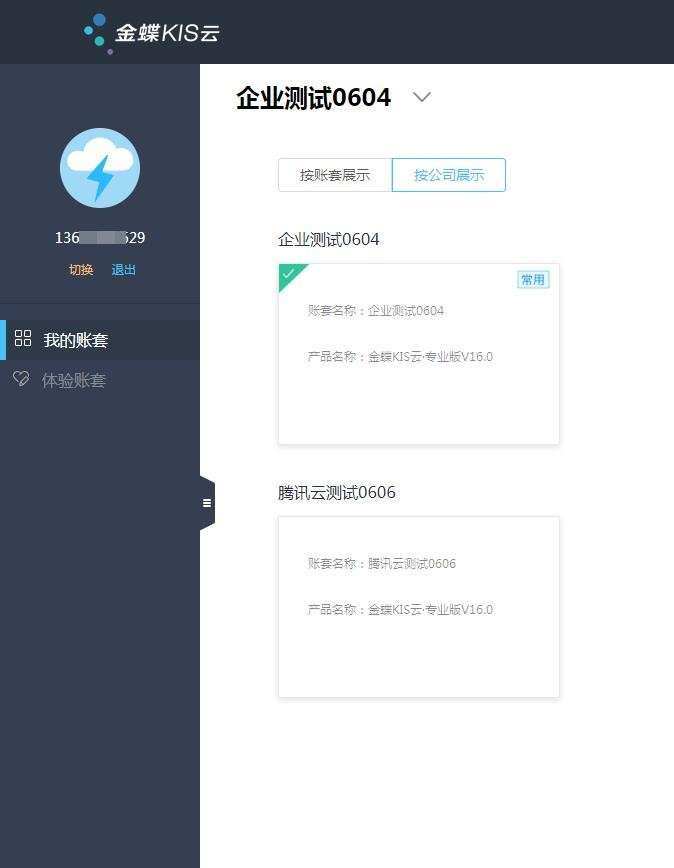 金蝶KIS云
企业测试0604
136 629
切换 退出
我的账套
体验账套
按账套展示 按公司展示
企业测试0604
常用
账套名称：企业测试0604
产品名称：金蝶KIS云·专业版V16.0
腾讯云测试0606
账套名称：腾讯云测试0606
产品名称：金蝶KIS云·专业版V16.0